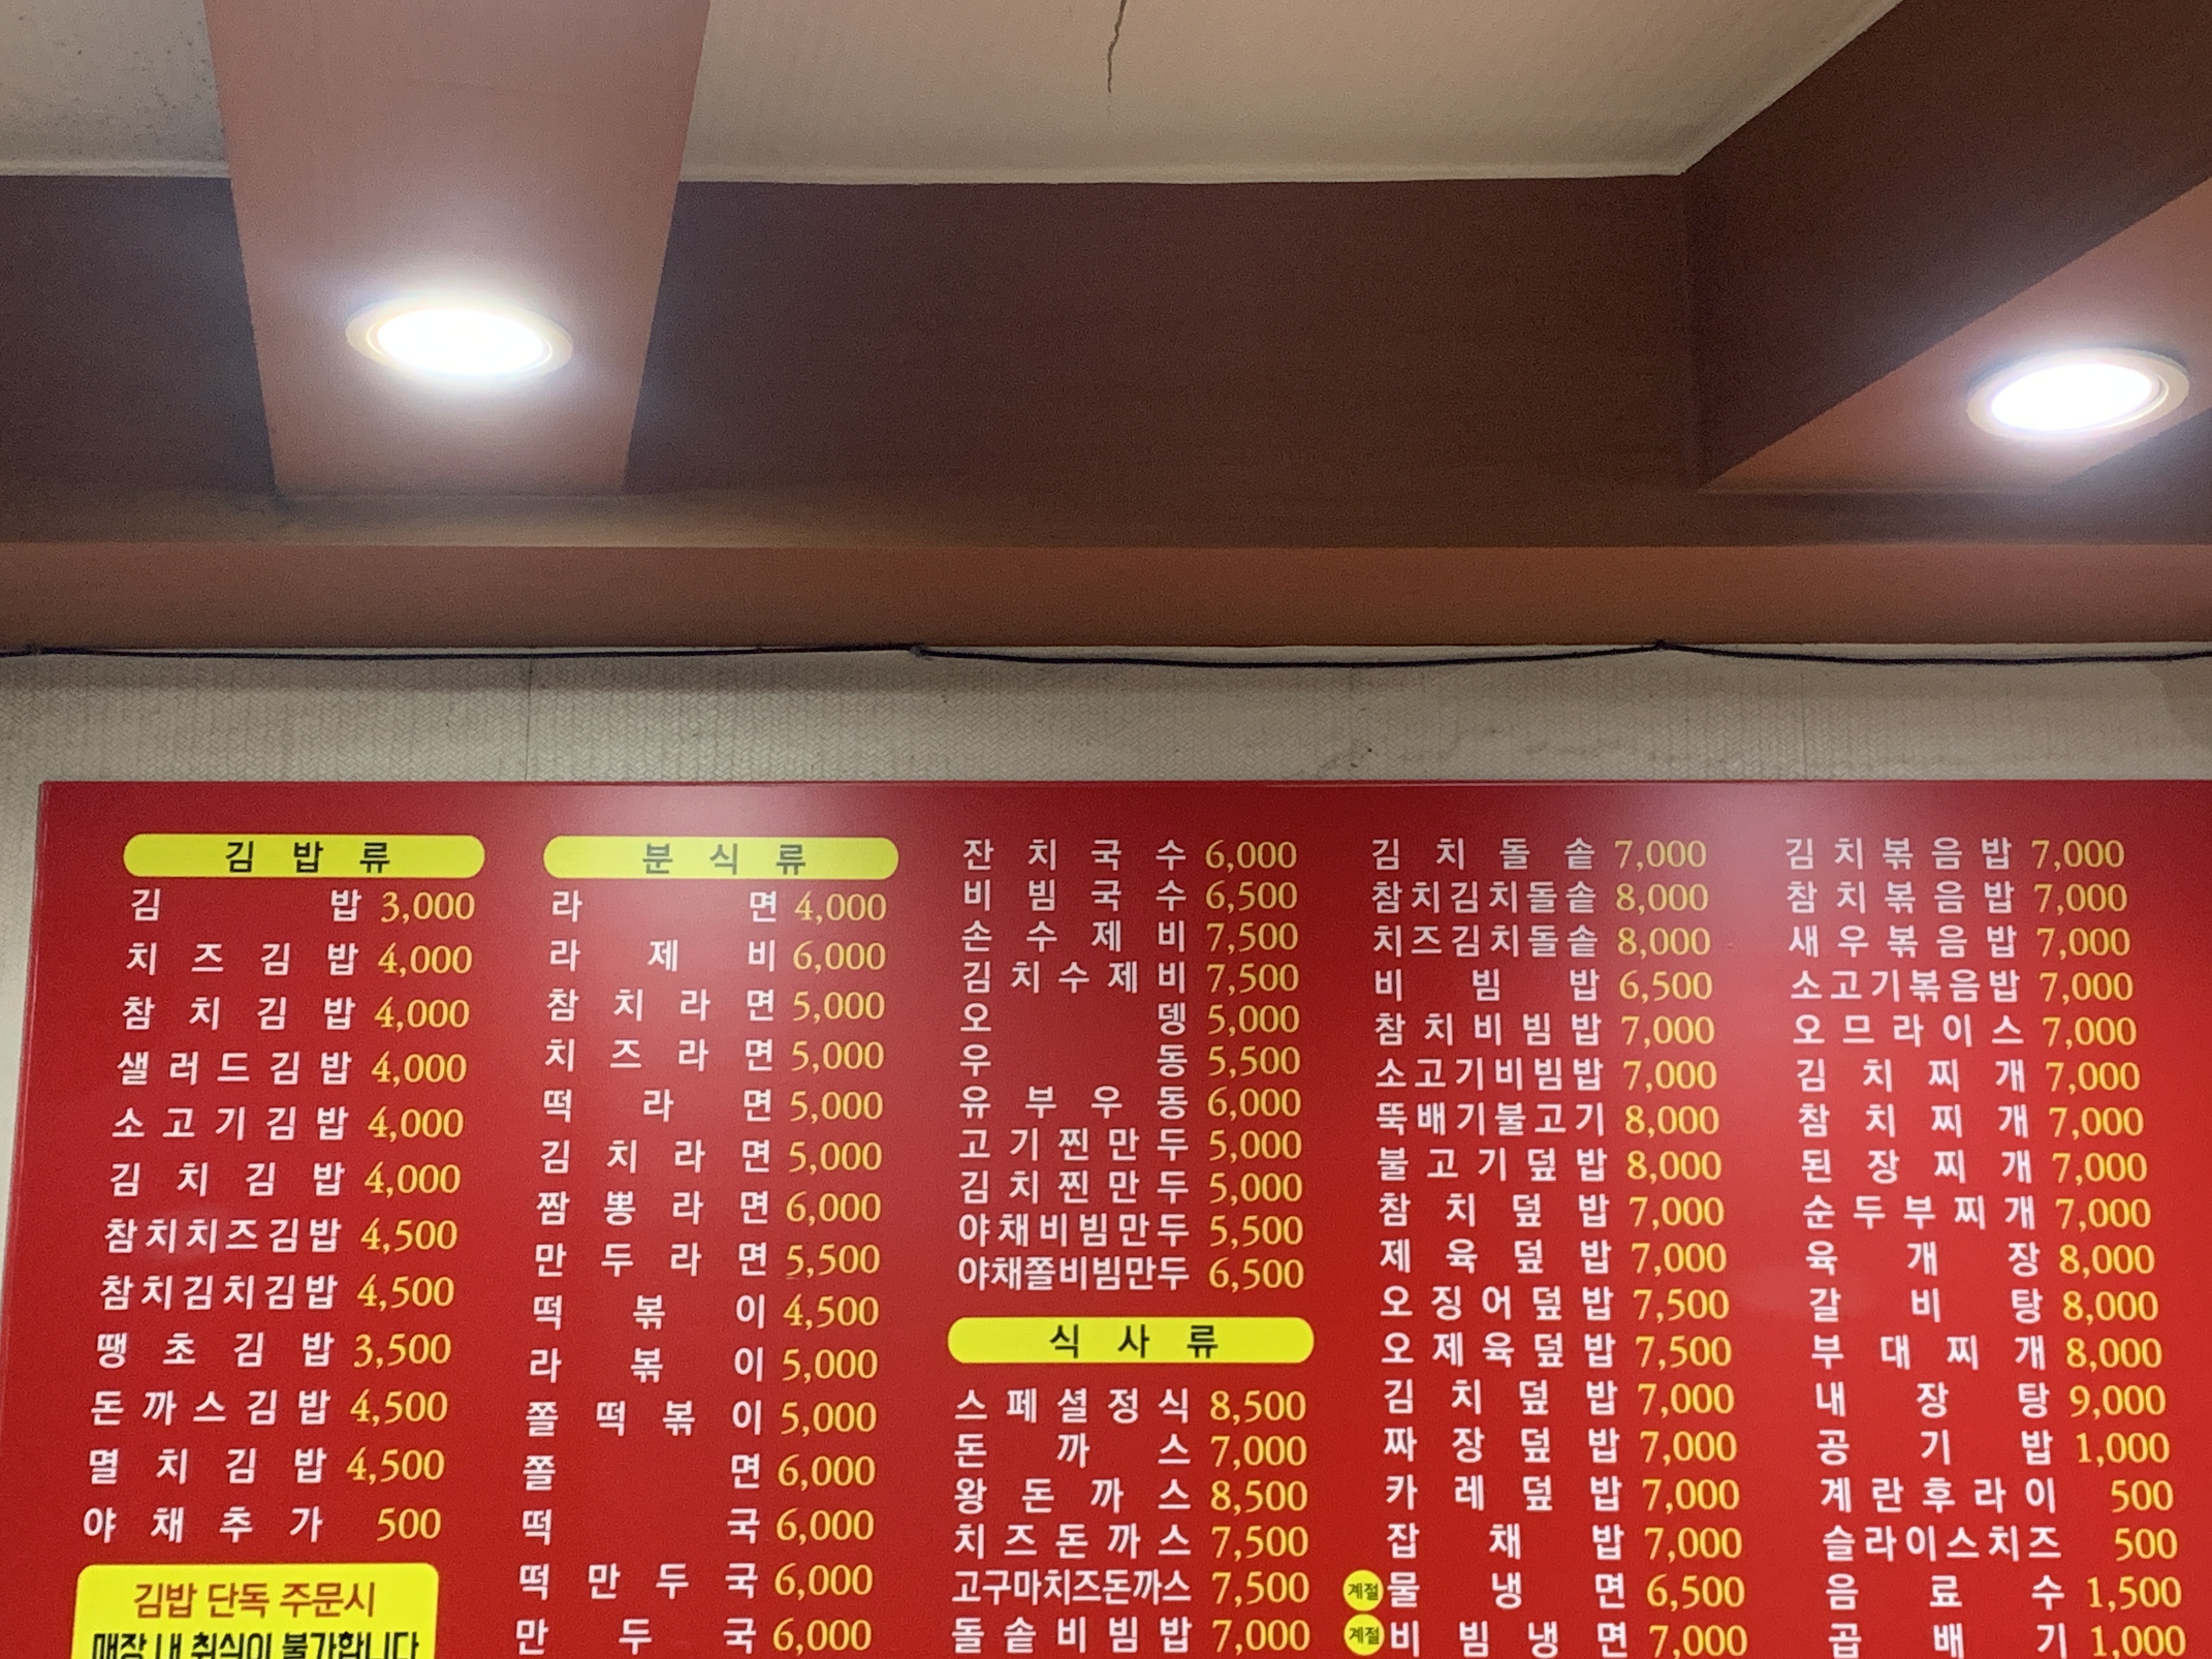 김밥류
김밥 3,000
치즈김밥 4,000
참치김밥 4,000
샐러드김밥 4,000
소고기김밥 4,000
김치김밥 4,000
참치치즈김밥 4,500
참치김치김밥 4,500
땡초김밥 3,500
돈까스김밥 4,500
멸치김밥 4,500
야채추가 500
김밥 단독 주문시
매장 내 취식이 불가합니다
분식류
라면 4,000
라제비 6,000
참치라면 5,000
치즈라면 5,000
떡라면 5,000
김치라면 5,000
짬뽕라면 6,000
만두라면 5,500
떡볶이 4,500
라볶이 5,000
쫄떡볶이 5,000
쫄면 6,000
떡국 6,000
떡만두국 6,000
만두국 6,000
잔치국수 6,000
비빔국수 6,500
손수제비 7,500
김치수제비 7,500
오뎅 5,000
우동 5,500
유부우동 6,000
고기찐만두 5,000
김치찐만두 5,000
야채비빔만두 5,500
야채쫄비빔만두 6,500
식사류
스페셜정식 8,500
돈까스 7,000
왕돈까스 8,500
치즈돈까스 7,500
고구마치즈돈까스 7,500
돌솥비빔밥 7,000
김치돌솥 7,000
참치김치돌솥 8,000
치즈김치돌솥 8,000
비빔밥 6,500
참치비빔밥 7,000
소고기비빔밥 7,000
뚝배기불고기 8,000
불고기덮밥 8,000
참치덮밥 7,000
제육덮밥 7,000
오징어덮밥 7,500
오제육덮밥 7,500
김치덮밥 7,000
짜장덮밥 7,000
카레덮밥 7,000
잡채밥 7,000
계절 물냉면 6,500
계절 비빔냉면 7,000
김치볶음밥 7,000
참치볶음밥 7,000
새우볶음밥 7,000
소고기볶음밥 7,000
오므라이스 7,000
김치찌개 7,000
참치찌개 7,000
된장찌개 7,000
순두부찌개 7,000
육개장 8,000
갈비탕 8,000
부대찌개 8,000
내장탕 9,000
공기밥 1,000
계란후라이 500
슬라이스치즈 500
음료수 1,500
곱배기 1,000